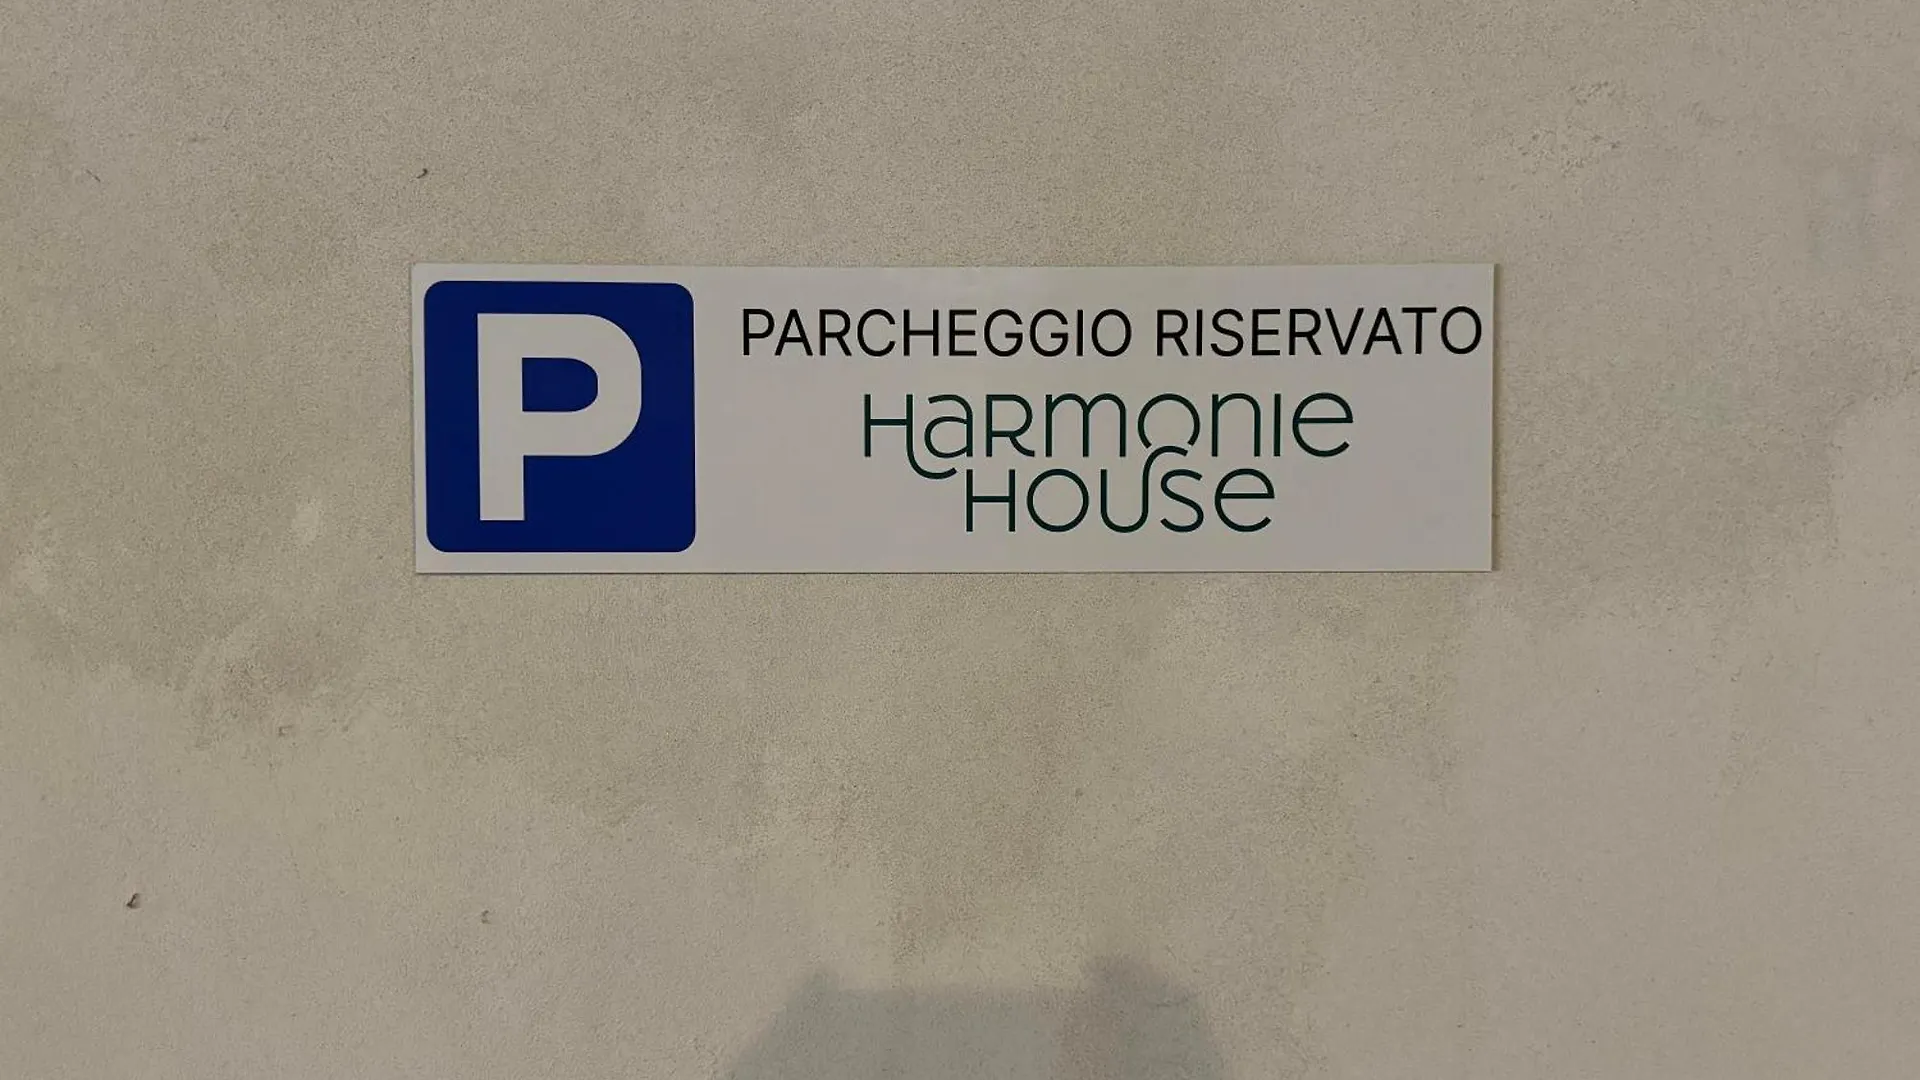 P
PARCHEGGIO RISERVATO
HARMONIE
HOUSE